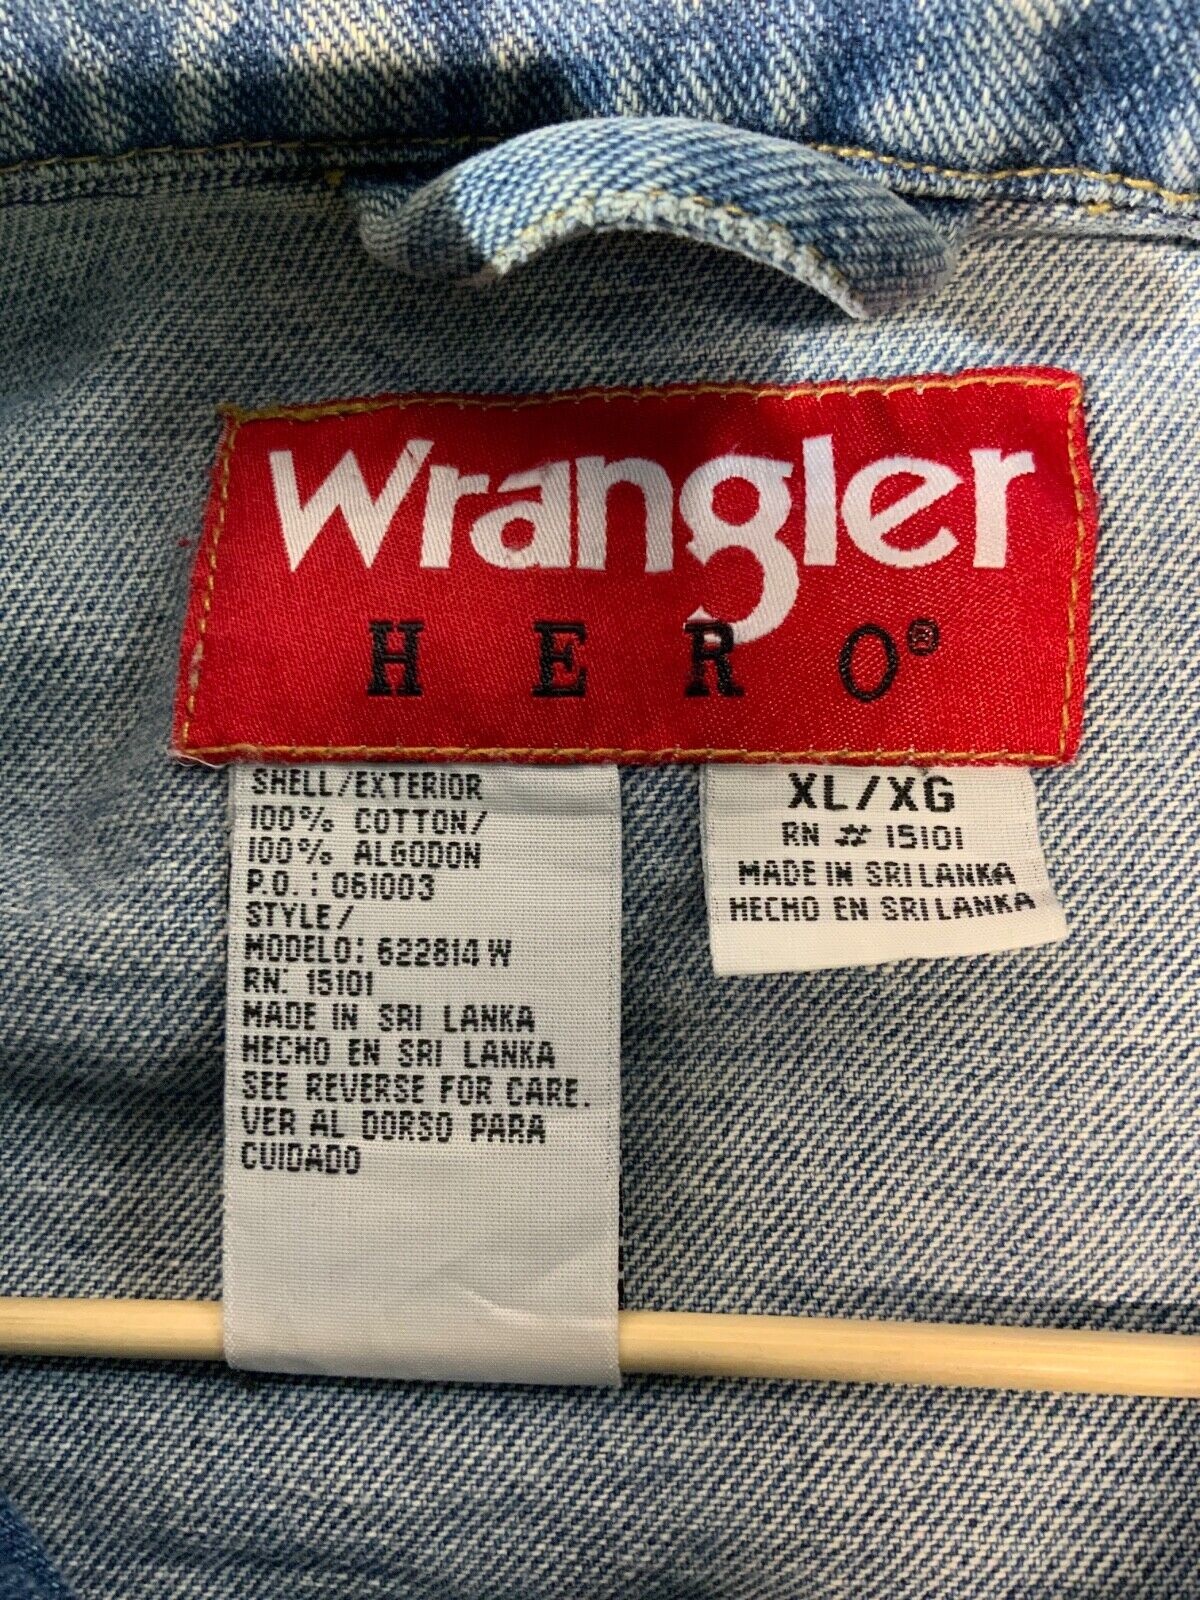 Wrangler
HERO®
SHELL/EXTERIOR
100% COTTON/
100% ALGODON
P.O.: 061003
STYLE/
MODELO: 622814 W
RN: 15101
MADE IN SRI LANKA
HECHO EN SRI LANKA
SEE REVERSE FOR CARE.
VER AL DORSO PARA
CUIDADO
XL/XG
RN # 15101
MADE IN SRI LANKA
HECHO EN SRI LANKA